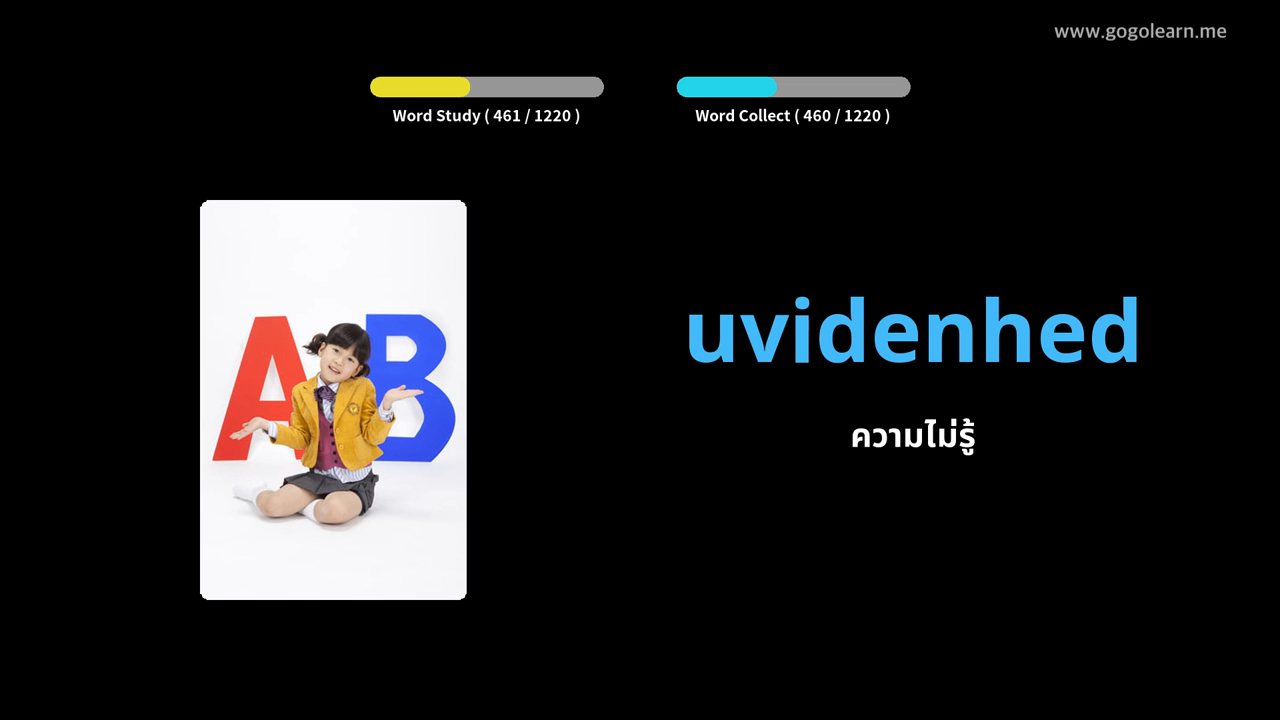 www.gogolearn.me
Word Study ( 461 / 1220 )
Word Collect ( 460 / 1220 )
A B
uvidenhed
ความไม่รู้